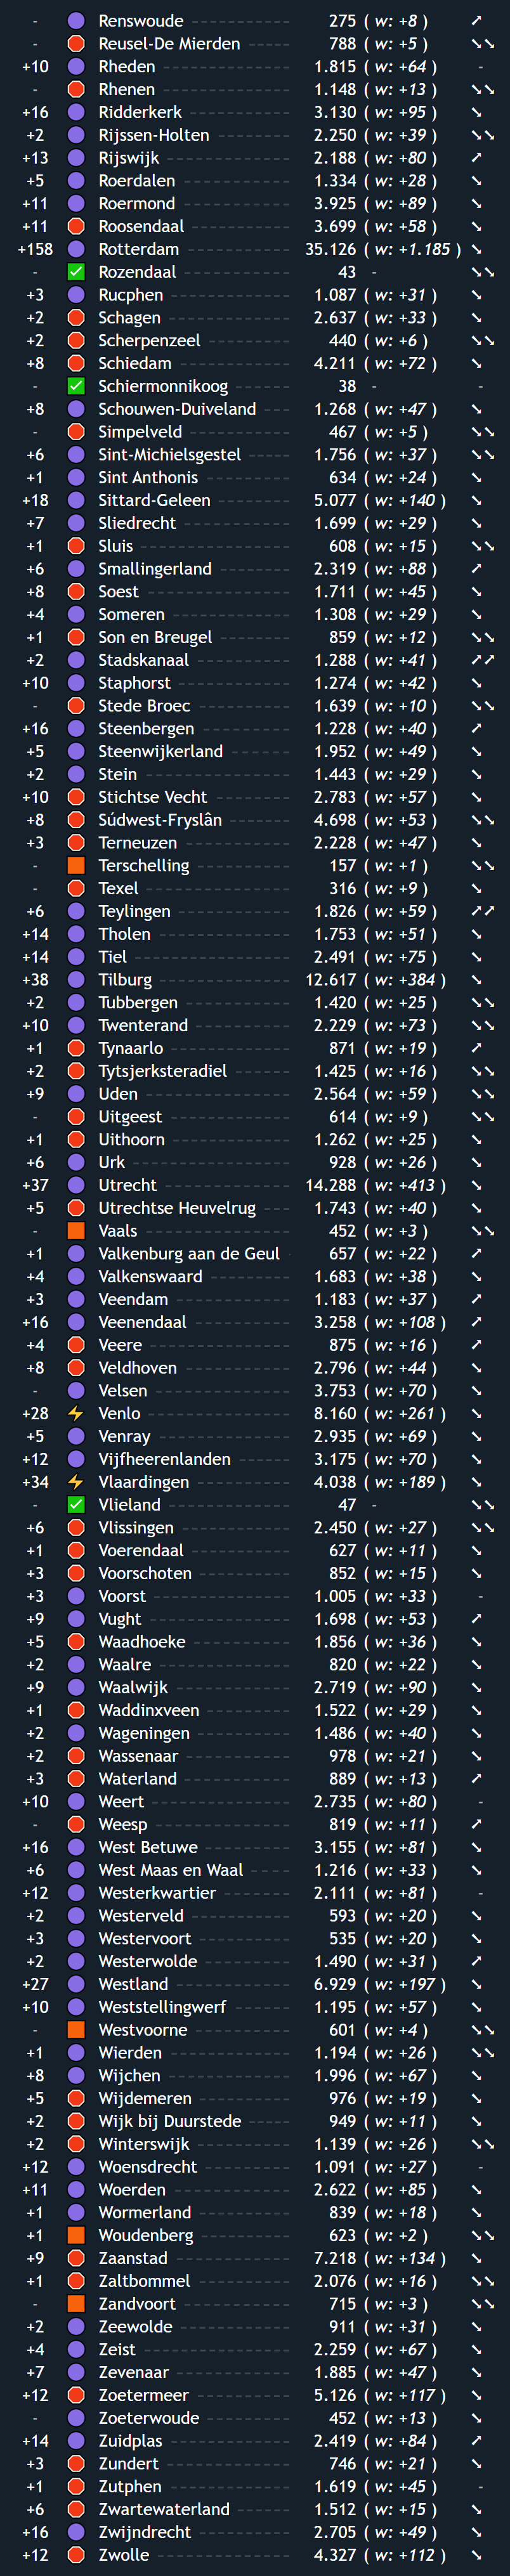 - Renswoude 275 ( w: +8 ) ↗
- Reusel-De Mierden 788 ( w: +5 ) ↘↘
+10 Rheden 1.815 ( w: +64 ) -
- Rhenen 1.148 ( w: +13 ) ↘↘
+16 Ridderkerk 3.130 ( w: +95 ) ↘
+2 Rijssen-Holten 2.250 ( w: +39 ) ↘↘
+13 Rijswijk 2.188 ( w: +80 ) ↗
+5 Roerdalen 1.334 ( w: +28 ) ↘
+11 Roermond 3.925 ( w: +89 ) ↘
+11 Roosendaal 3.699 ( w: +58 ) ↘
+158 Rotterdam 35.126 ( w: +1.185 ) ↘
- Rozendaal 43 - ↘↘
+3 Rucphen 1.087 ( w: +31 ) ↘
+2 Schagen 2.637 ( w: +33 ) ↘
+2 Scherpenzeel 440 ( w: +6 ) ↘↘
+8 Schiedam 4.211 ( w: +72 ) ↘
- Schiermonnikoog 38 - -
+8 Schouwen-Duiveland 1.268 ( w: +47 ) ↘
- Simpelveld 467 ( w: +5 ) ↘↘
+6 Sint-Michielsgestel 1.756 ( w: +37 ) ↘↘
+1 Sint Anthonis 634 ( w: +24 ) ↘
+18 Sittard-Geleen 5.077 ( w: +140 ) ↘
+7 Sliedrecht 1.699 ( w: +29 ) ↘
+1 Sluis 608 ( w: +15 ) ↘↘
+6 Smallingerland 2.319 ( w: +88 ) ↗
+8 Soest 1.711 ( w: +45 ) ↘
+4 Someren 1.308 ( w: +29 ) ↘
+1 Son en Breugel 859 ( w: +12 ) ↘↘
+2 Stadskanaal 1.288 ( w: +41 ) ↗↗
+10 Staphorst 1.274 ( w: +42 ) ↘
- Stede Broec 1.639 ( w: +10 ) ↘↘
+16 Steenbergen 1.228 ( w: +40 ) ↗
+5 Steenwijkerland 1.952 ( w: +49 ) ↘
+2 Stein 1.443 ( w: +29 ) ↘
+10 Stichtse Vecht 2.783 ( w: +57 ) ↘
+8 Súdwest-Fryslân 4.698 ( w: +53 ) ↘↘
+3 Terneuzen 2.228 ( w: +47 ) ↘
- Terschelling 157 ( w: +1 ) ↘↘
- Texel 316 ( w: +9 ) ↘
+6 Teylingen 1.826 ( w: +59 ) ↗↗
+14 Tholen 1.753 ( w: +51 ) ↘
+14 Tiel 2.491 ( w: +75 ) ↘
+38 Tilburg 12.617 ( w: +384 ) ↘
+2 Tubbergen 1.420 ( w: +25 ) ↘↘
+10 Twenterand 2.229 ( w: +73 ) ↘↘
+1 Tynaarlo 871 ( w: +19 ) ↗
+2 Tytsjerksteradiel 1.425 ( w: +16 ) ↘↘
+9 Uden 2.564 ( w: +59 ) ↘↘
- Uitgeest 614 ( w: +9 ) ↘↘
+1 Uithoorn 1.262 ( w: +25 ) ↘
+6 Urk 928 ( w: +26 ) ↘
+37 Utrecht 14.288 ( w: +413 ) ↘
+5 Utrechtse Heuvelrug 1.743 ( w: +40 ) ↘
- Vaals 452 ( w: +3 ) ↘↘
+1 Valkenburg aan de Geul 657 ( w: +22 ) ↗
+4 Valkenswaard 1.683 ( w: +38 ) ↘
+3 Veendam 1.183 ( w: +37 ) ↗
+16 Veenendaal 3.258 ( w: +108 ) ↗
+4 Veere 875 ( w: +16 ) ↗
+8 Veldhoven 2.796 ( w: +44 ) ↘
- Velsen 3.753 ( w: +70 ) ↘
+28 Venlo 8.160 ( w: +261 ) ↘
+5 Venray 2.935 ( w: +69 ) ↘
+12 Vijfheerenlanden 3.175 ( w: +70 ) ↘
+34 Vlaardingen 4.038 ( w: +189 ) ↘
- Vlieland 47 - ↘↘
+6 Vlissingen 2.450 ( w: +27 ) ↘↘
+1 Voerendaal 627 ( w: +11 ) ↘
+3 Voorschoten 852 ( w: +15 ) ↘
+3 Voorst 1.005 ( w: +33 ) -
+9 Vught 1.698 ( w: +53 ) ↗
+5 Waadhoeke 1.856 ( w: +36 ) ↘
+2 Waalre 820 ( w: +22 ) ↘
+9 Waalwijk 2.719 ( w: +90 ) ↘
+1 Waddinxveen 1.522 ( w: +29 ) ↘
+2 Wageningen 1.486 ( w: +40 ) ↘
+2 Wassenaar 978 ( w: +21 ) ↘
+3 Waterland 889 ( w: +13 ) ↗
+10 Weert 2.735 ( w: +80 ) -
- Weesp 819 ( w: +11 ) ↗
+16 West Betuwe 3.155 ( w: +81 ) ↘
+6 West Maas en Waal 1.216 ( w: +33 ) ↘
+12 Westerkwartier 2.111 ( w: +81 ) -
+2 Westerveld 593 ( w: +20 ) ↘
+3 Westervoort 535 ( w: +20 ) ↘
+2 Westerwolde 1.490 ( w: +31 ) ↗
+27 Westland 6.929 ( w: +197 ) ↘
+10 Weststellingwerf 1.195 ( w: +57 ) ↘
- Westvoorne 601 ( w: +4 ) ↘↘
+1 Wierden 1.194 ( w: +26 ) ↘↘
+8 Wijchen 1.996 ( w: +67 ) ↘
+5 Wijdemeren 976 ( w: +19 ) ↘
+2 Wijk bij Duurstede 949 ( w: +11 ) ↘
+2 Winterswijk 1.139 ( w: +26 ) ↘↘
+12 Woensdrecht 1.091 ( w: +27 ) -
+11 Woerden 2.622 ( w: +85 ) ↘
+1 Wormerland 839 ( w: +18 ) ↘
+1 Woudenberg 623 ( w: +2 ) ↘↘
+9 Zaanstad 7.218 ( w: +134 ) ↘
+1 Zaltbommel 2.076 ( w: +16 ) ↘↘
- Zandvoort 715 ( w: +3 ) ↘↘
+2 Zeewolde 911 ( w: +31 ) ↘
+4 Zeist 2.259 ( w: +67 ) ↘
+7 Zevenaar 1.885 ( w: +47 ) ↘
+12 Zoetermeer 5.126 ( w: +117 ) ↘
- Zoeterwoude 452 ( w: +13 ) ↘
+14 Zuidplas 2.419 ( w: +84 ) ↗
+3 Zundert 746 ( w: +21 ) ↘
+1 Zutphen 1.619 ( w: +45 ) -
+6 Zwartewaterland 1.512 ( w: +15 ) ↘
+16 Zwijndrecht 2.705 ( w: +49 ) ↘
+12 Zwolle 4.327 ( w: +112 ) ↘